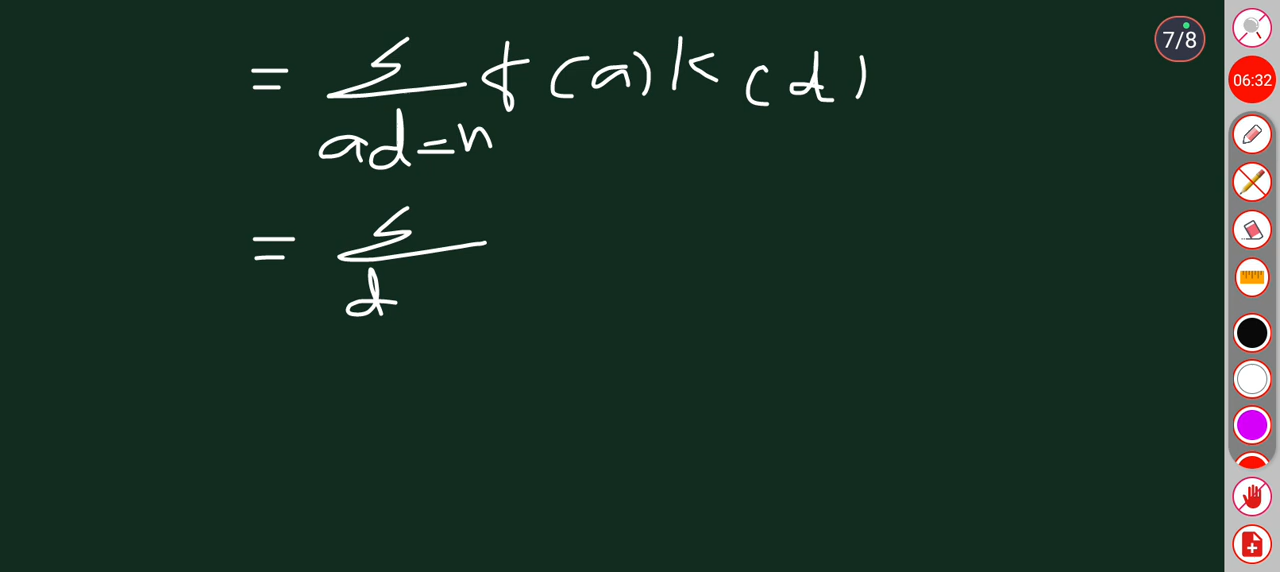 = Σ f(a) k(d)
ad=n
= Σ
d
7/8
06:32